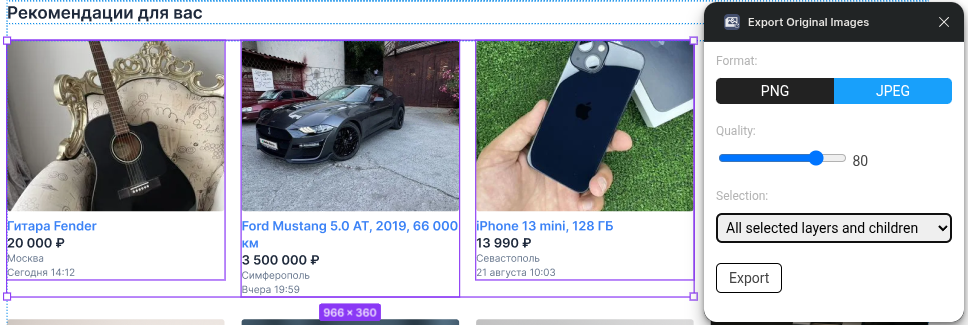 Рекомендации для вас
Гитара Fender
20 000 ₽
Москва
Сегодня 14:12
Ford Mustang 5.0 AT, 2019, 66 000
км
3 500 000 ₽
Симферополь
Вчера 19:59
iPhone 13 mini, 128 ГБ
13 990 ₽
Севастополь
21 августа 10:03
966 × 360
Export Original Images
Format:
PNG
JPEG
Quality:
80
Selection:
All selected layers and children
Export